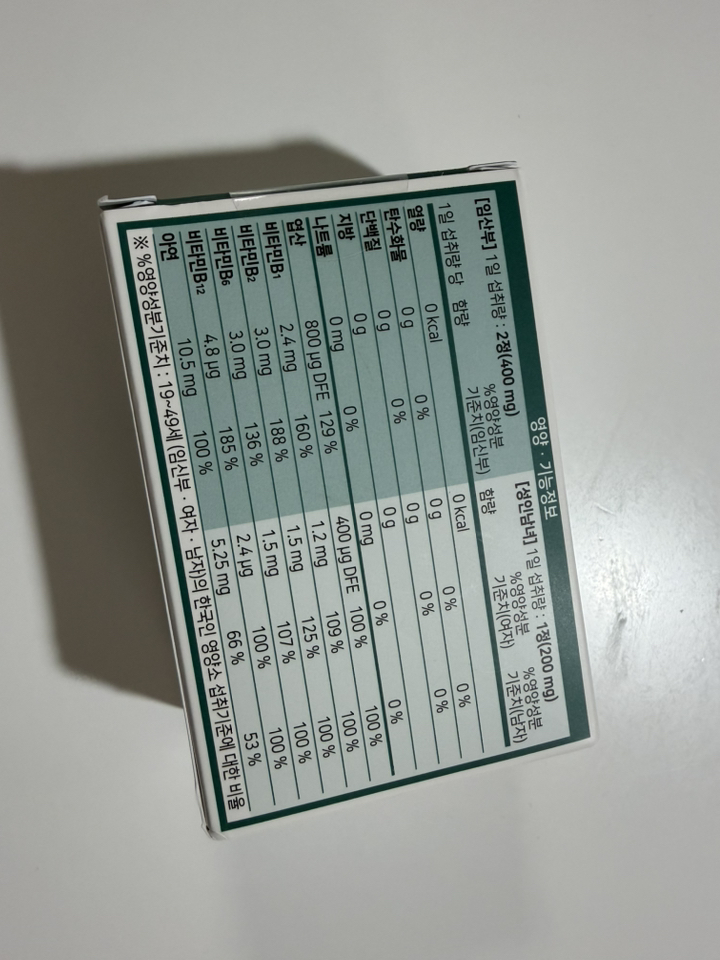 영양·기능정보
[임산부] 1일 섭취량 : 2정(400 mg) [성인남녀] 1일 섭취량 : 1정(200 mg)
1일 섭취량 당 함량 %영양성분 기준치(임산부) 함량 %영양성분 기준치(여자) %영양성분 기준치(남자)
열량 0 kcal 0 kcal
탄수화물 0 g 0 % 0 g 0 % 0 %
단백질 0 g 0 % 0 g 0 % 0 %
지방 0 g 0 g
나트륨 0 mg 0 % 0 mg 0 % 0 %
엽산 800 µg DFE 129 % 400 µg DFE 100 % 100 %
비타민B₁ 2.4 mg 160 % 1.2 mg 109 % 100 %
비타민B₂ 3.0 mg 188 % 1.5 mg 125 % 100 %
비타민B₆ 3.0 mg 136 % 1.5 mg 107 % 100 %
비타민B₁₂ 4.8 µg 185 % 2.4 µg 100 % 100 %
아연 10.5 mg 100 % 5.25 mg 66 % 53 %
※ %영양성분기준치 : 19~49세 (임산부 · 여자 · 남자)의 한국인 영양소 섭취기준에 대한 비율